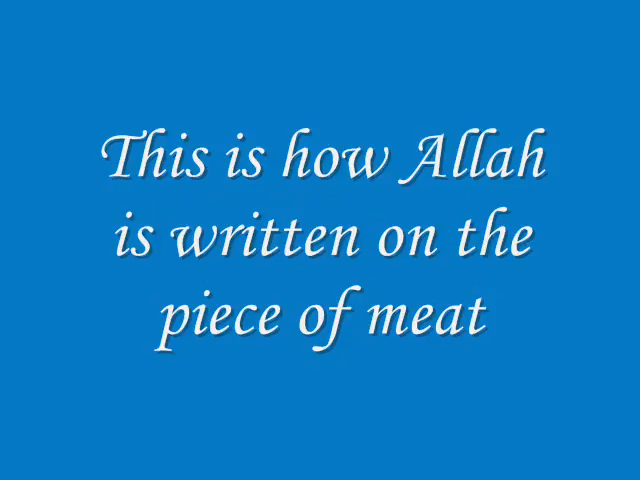 This is how Allah
is written on the
piece of meat